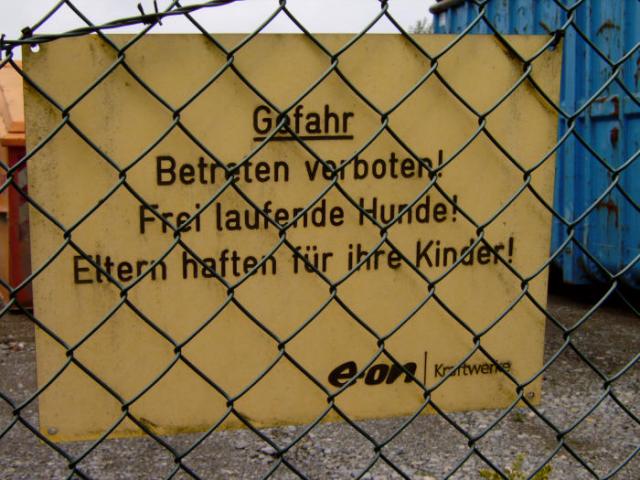 Gefahr
Betreten verboten!
Frei laufende Hunde!
Eltern haften für ihre Kinder!
e·on | Kraftwerke